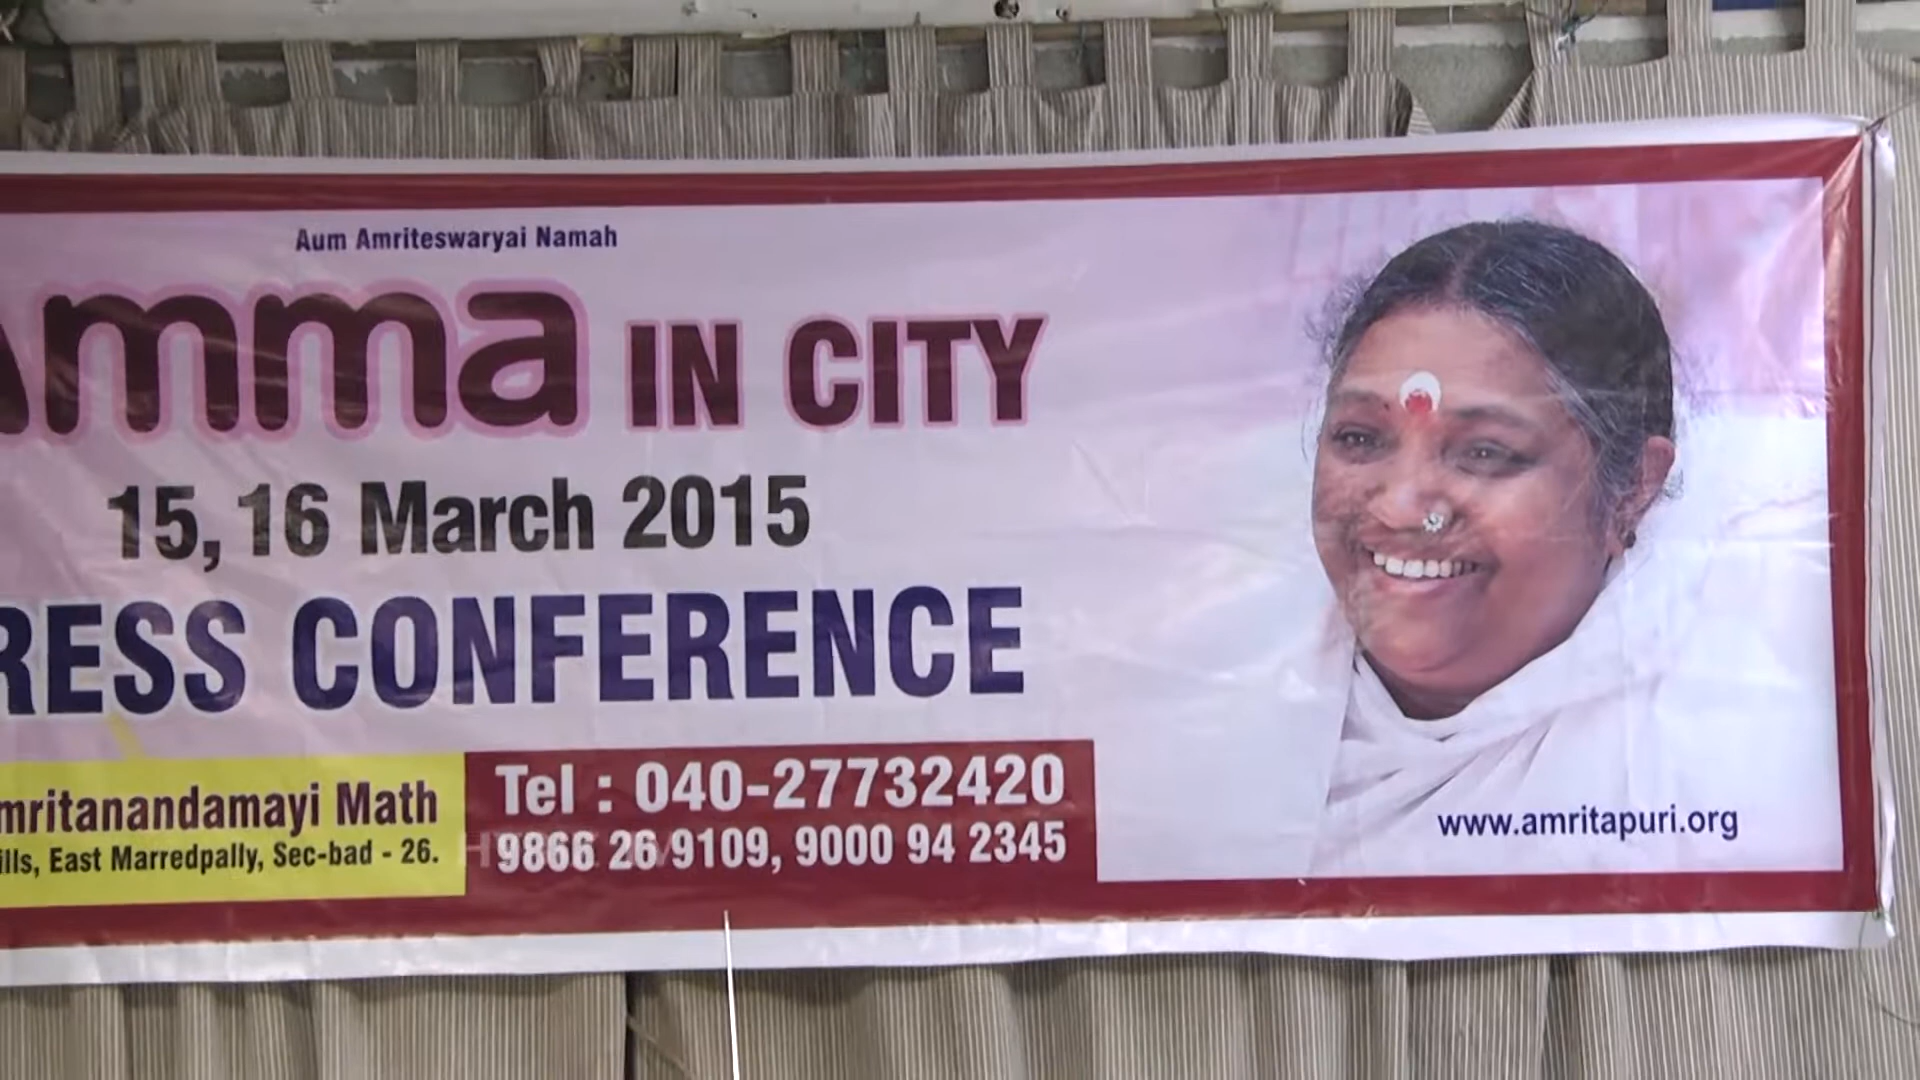 Aum Amriteswaryai Namah
Amma IN CITY
15, 16 March 2015
RESS CONFERENCE
mritanandamayi Math
ills, East Marredpally, Sec-bad - 26.
Tel : 040-27732420
9866 26 9109, 9000 94 2345
www.amritapuri.org